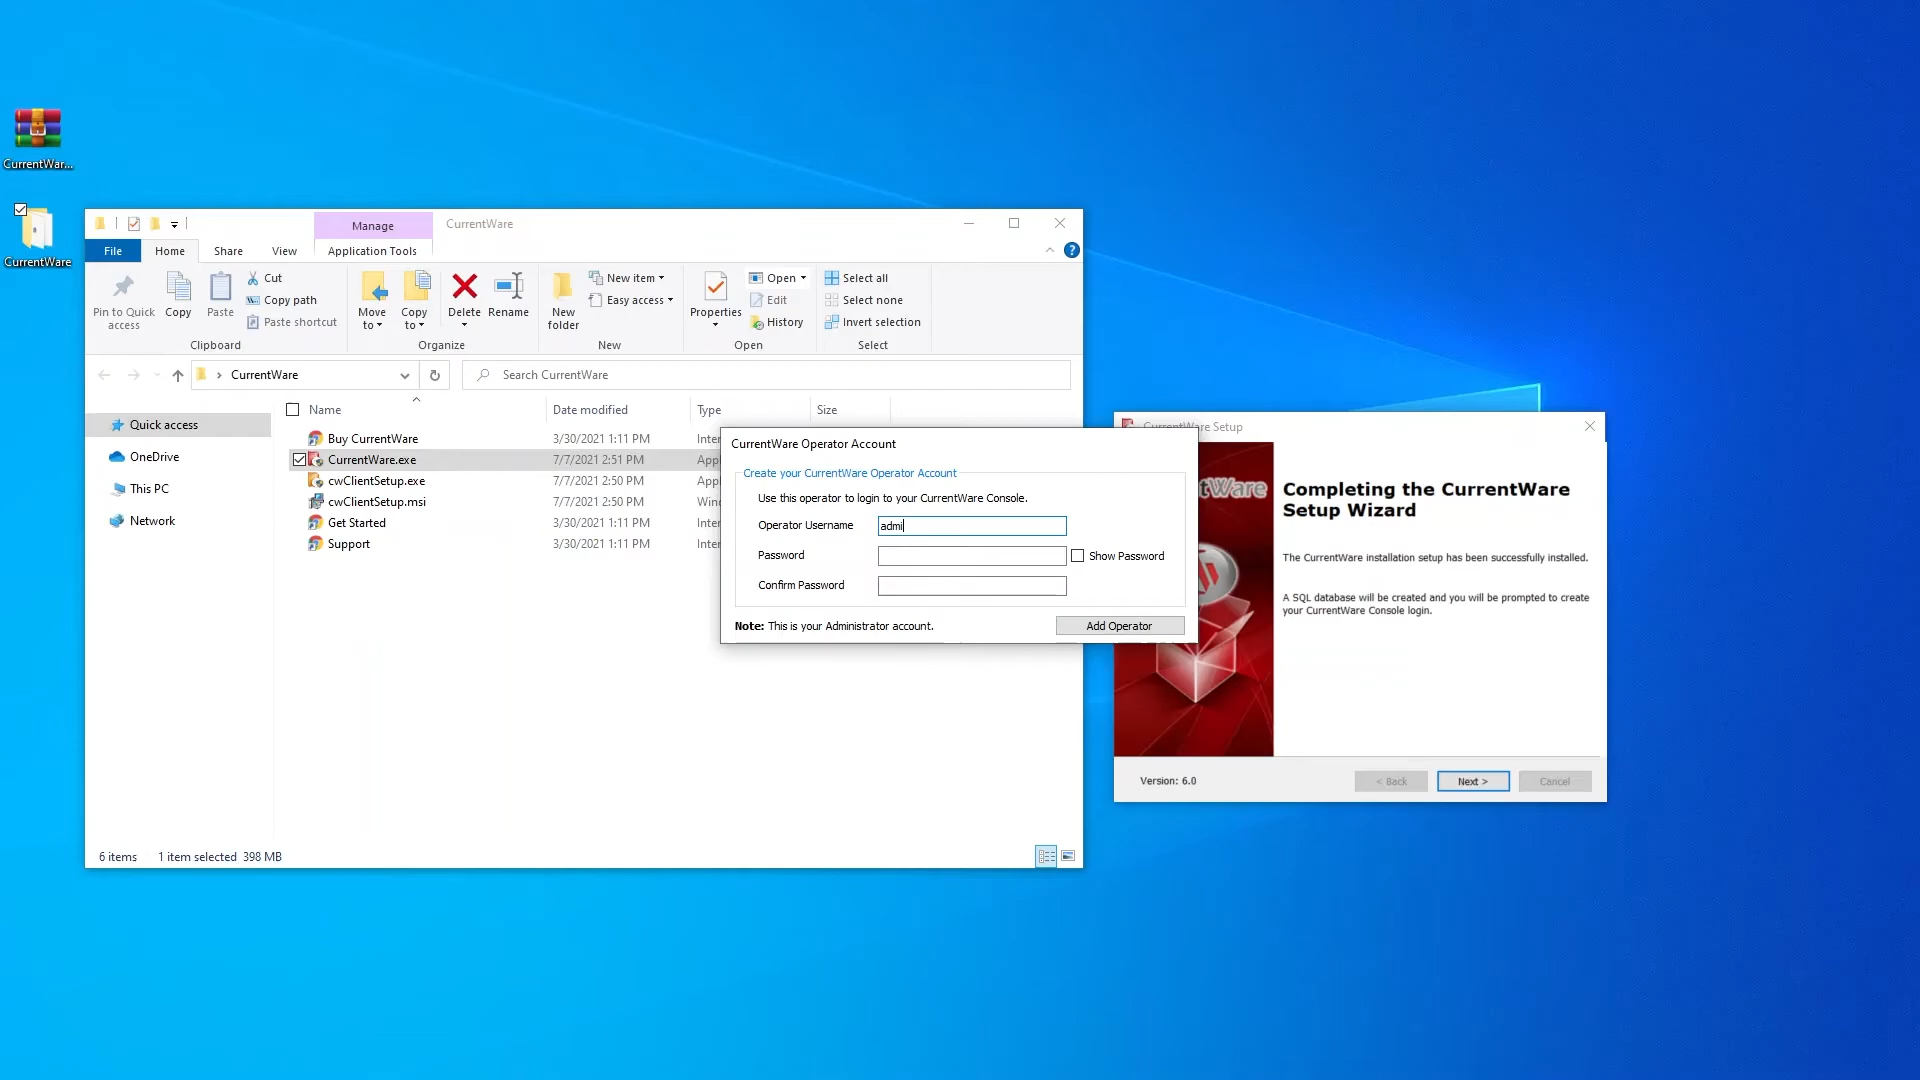 CurrentWar...
CurrentWare
Manage
CurrentWare
File
Home
Share
View
Application Tools
Pin to Quick
access
Copy
Paste
Cut
Copy path
Paste shortcut
Clipboard
Move
to
Copy
to
Delete
Rename
Organize
New
folder
New item
Easy access
New
Properties
Open
Edit
History
Open
Select all
Select none
Invert selection
Select
CurrentWare
Search CurrentWare
Quick access
OneDrive
This PC
Network
Name
Date modified
Type
Size
Buy CurrentWare
3/30/2021 1:11 PM
Inter
CurrentWare.exe
7/7/2021 2:51 PM
Appl
cwClientSetup.exe
7/7/2021 2:50 PM
Appl
cwClientSetup.msi
7/7/2021 2:50 PM
Get Started
3/30/2021 1:11 PM
Inter
Support
3/30/2021 1:11 PM
Inter
6 items
1 item selected 398 MB
CurrentWare Operator Account
Create your CurrentWare Operator Account
Use this operator to login to your CurrentWare Console.
Operator Username
admi
Password
Show Password
Confirm Password
Note: This is your Administrator account.
Add Operator
CurrentWare Setup
tWare
Completing the CurrentWare
Setup Wizard
The CurrentWare installation setup has been successfully installed.
A SQL database will be created and you will be prompted to create
your CurrentWare Console login.
Version: 6.0
< Back
Next >
Cancel